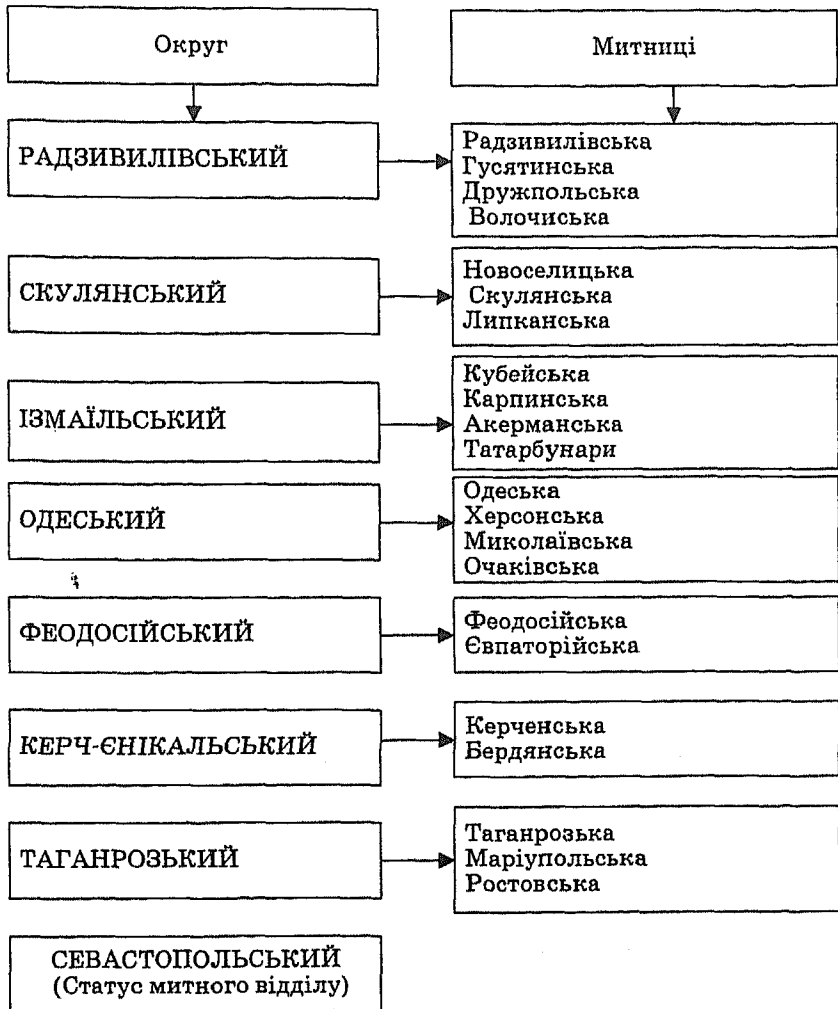 Округ
Митниці
РАДЗИВИЛІВСЬКИЙ
Радзивилівська
Гусятинська
Дружпольська
Волочиська
СКУЛЯНСЬКИЙ
Новоселицька
Скулянська
Липканська
ІЗМАЇЛЬСЬКИЙ
Кубейська
Карпинська
Акерманська
Татарбунари
ОДЕСЬКИЙ
Одеська
Херсонська
Миколаївська
Очаківська
ФЕОДОСІЙСЬКИЙ
Феодосійська
Євпаторійська
КЕРЧ-ЄНІКАЛЬСЬКИЙ
Керченська
Бердянська
ТАГАНРОЗЬКИЙ
Таганрозька
Маріупольська
Ростовська
СЕВАСТОПОЛЬСЬКИЙ
(Статус митного відділу)